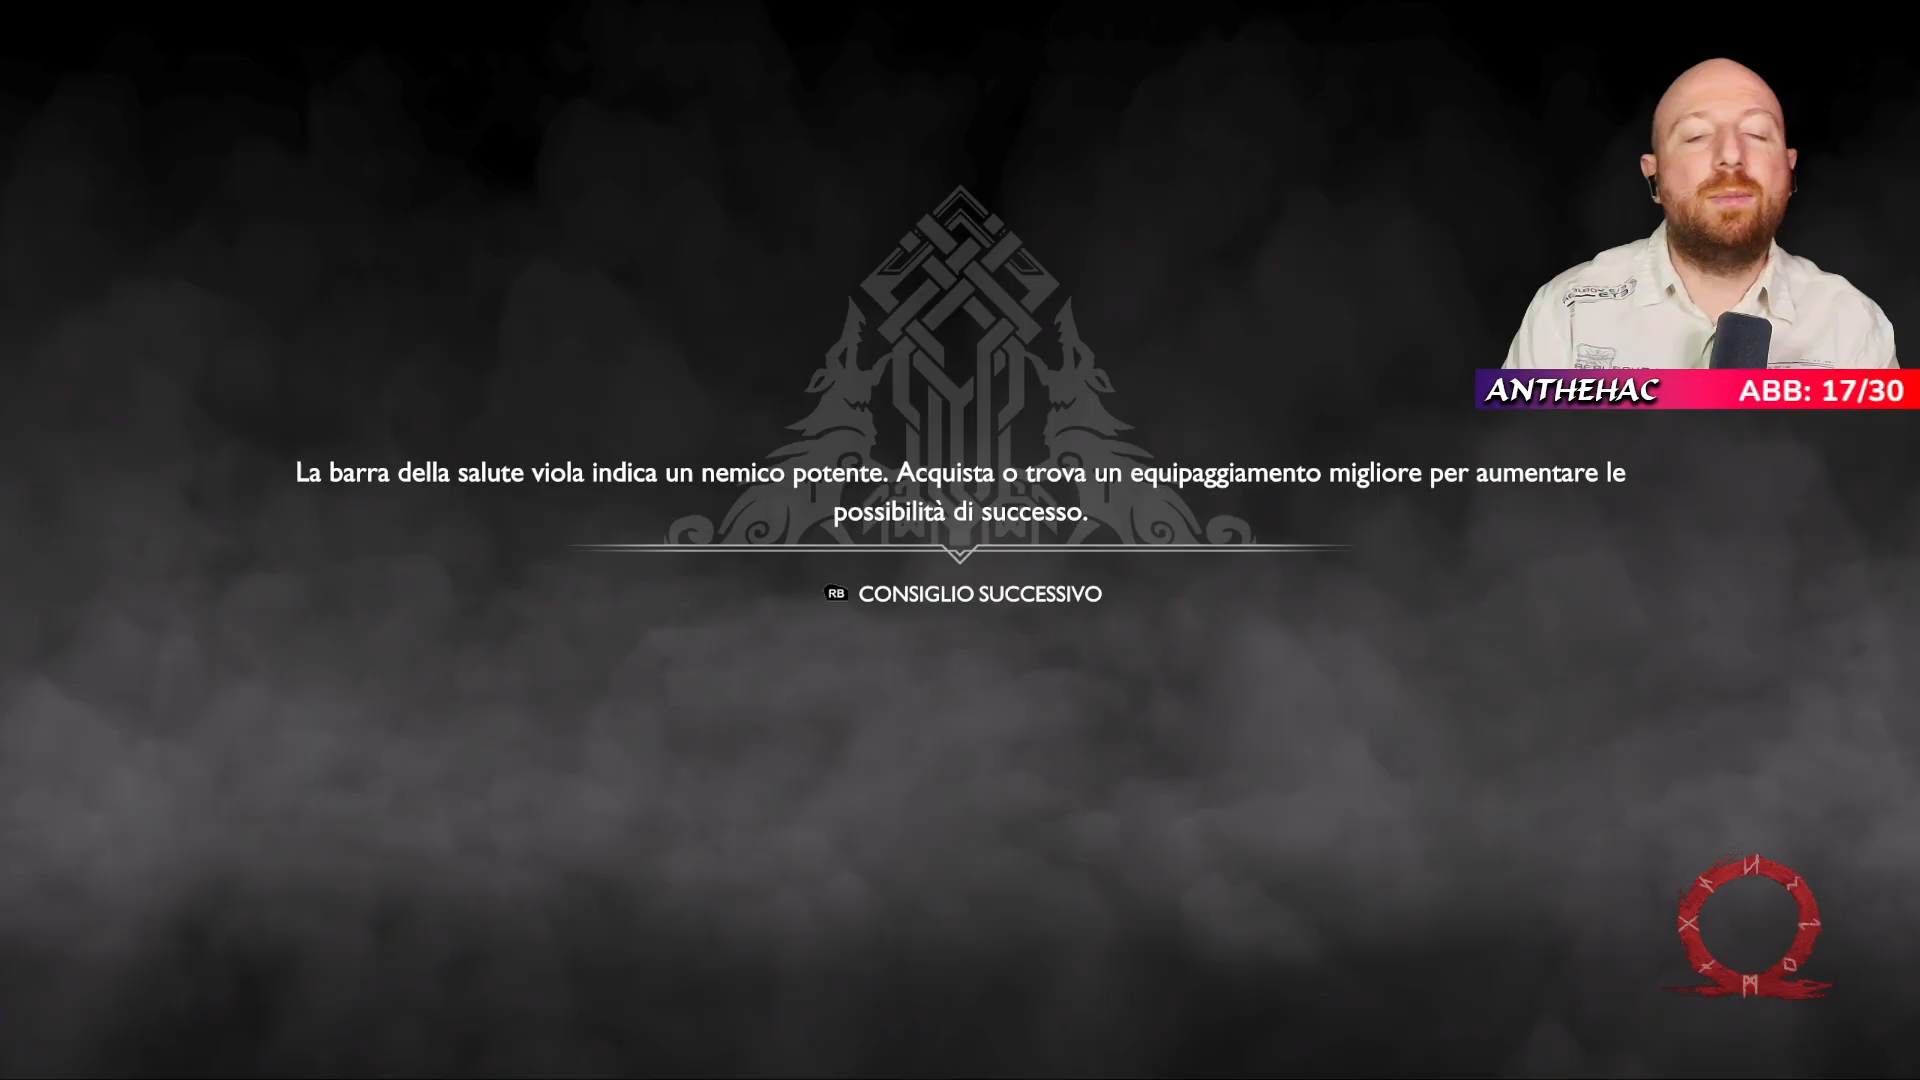 ANTHEHAC ABB: 17/30
La barra della salute viola indica un nemico potente. Acquista o trova un equipaggiamento migliore per aumentare le
possibilità di successo.
RB CONSIGLIO SUCCESSIVO